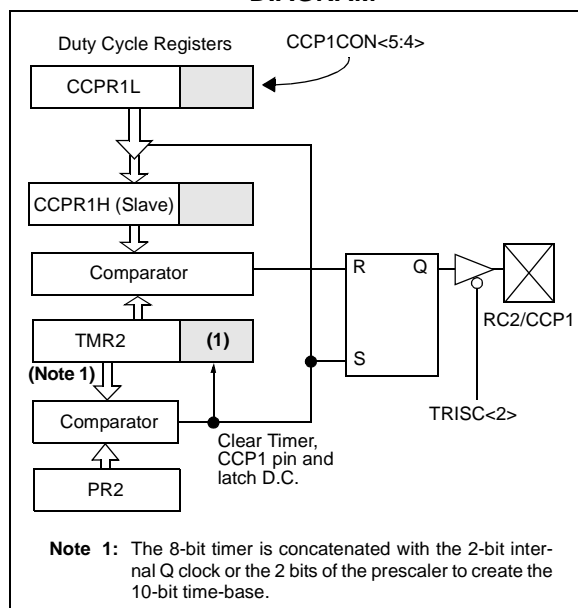 DIAGRAM
Duty Cycle Registers
CCP1CON<5:4>
CCPR1L
CCPR1H (Slave)
Comparator
R
Q
RC2/CCP1
TMR2
(1)
(Note 1)
S
TRISC<2>
Comparator
Clear Timer,
CCP1 pin and
latch D.C.
PR2
Note 1: The 8-bit timer is concatenated with the 2-bit inter-
nal Q clock or the 2 bits of the prescaler to create the
10-bit time-base.